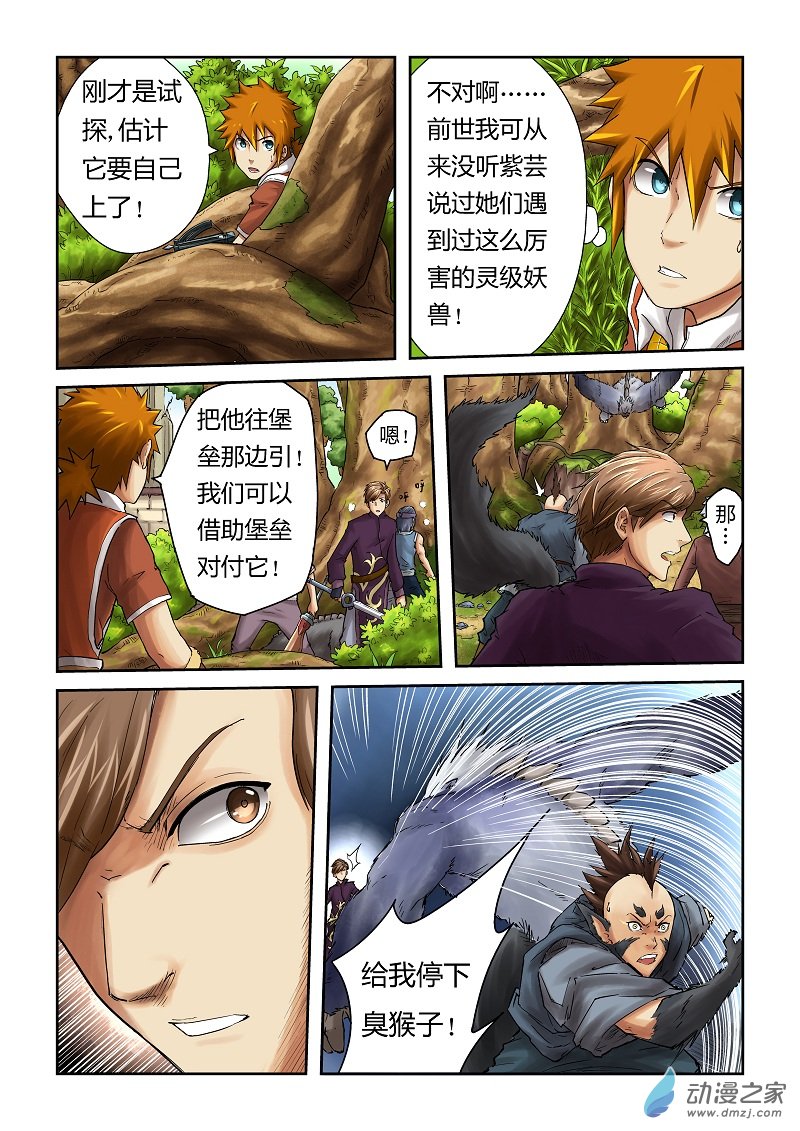 刚才是试
探,估计
它要自己
上了！
不对啊……
前世我可从
来没听紫芸
说过她们遇
到过这么厉
害的灵级妖
兽！
把他往堡
垒那边引！
我们可以
借助堡垒
对付它！
嗯！
呼
呼
那
…
给我停下
臭猴子！
动漫之家
www.dmzj.com